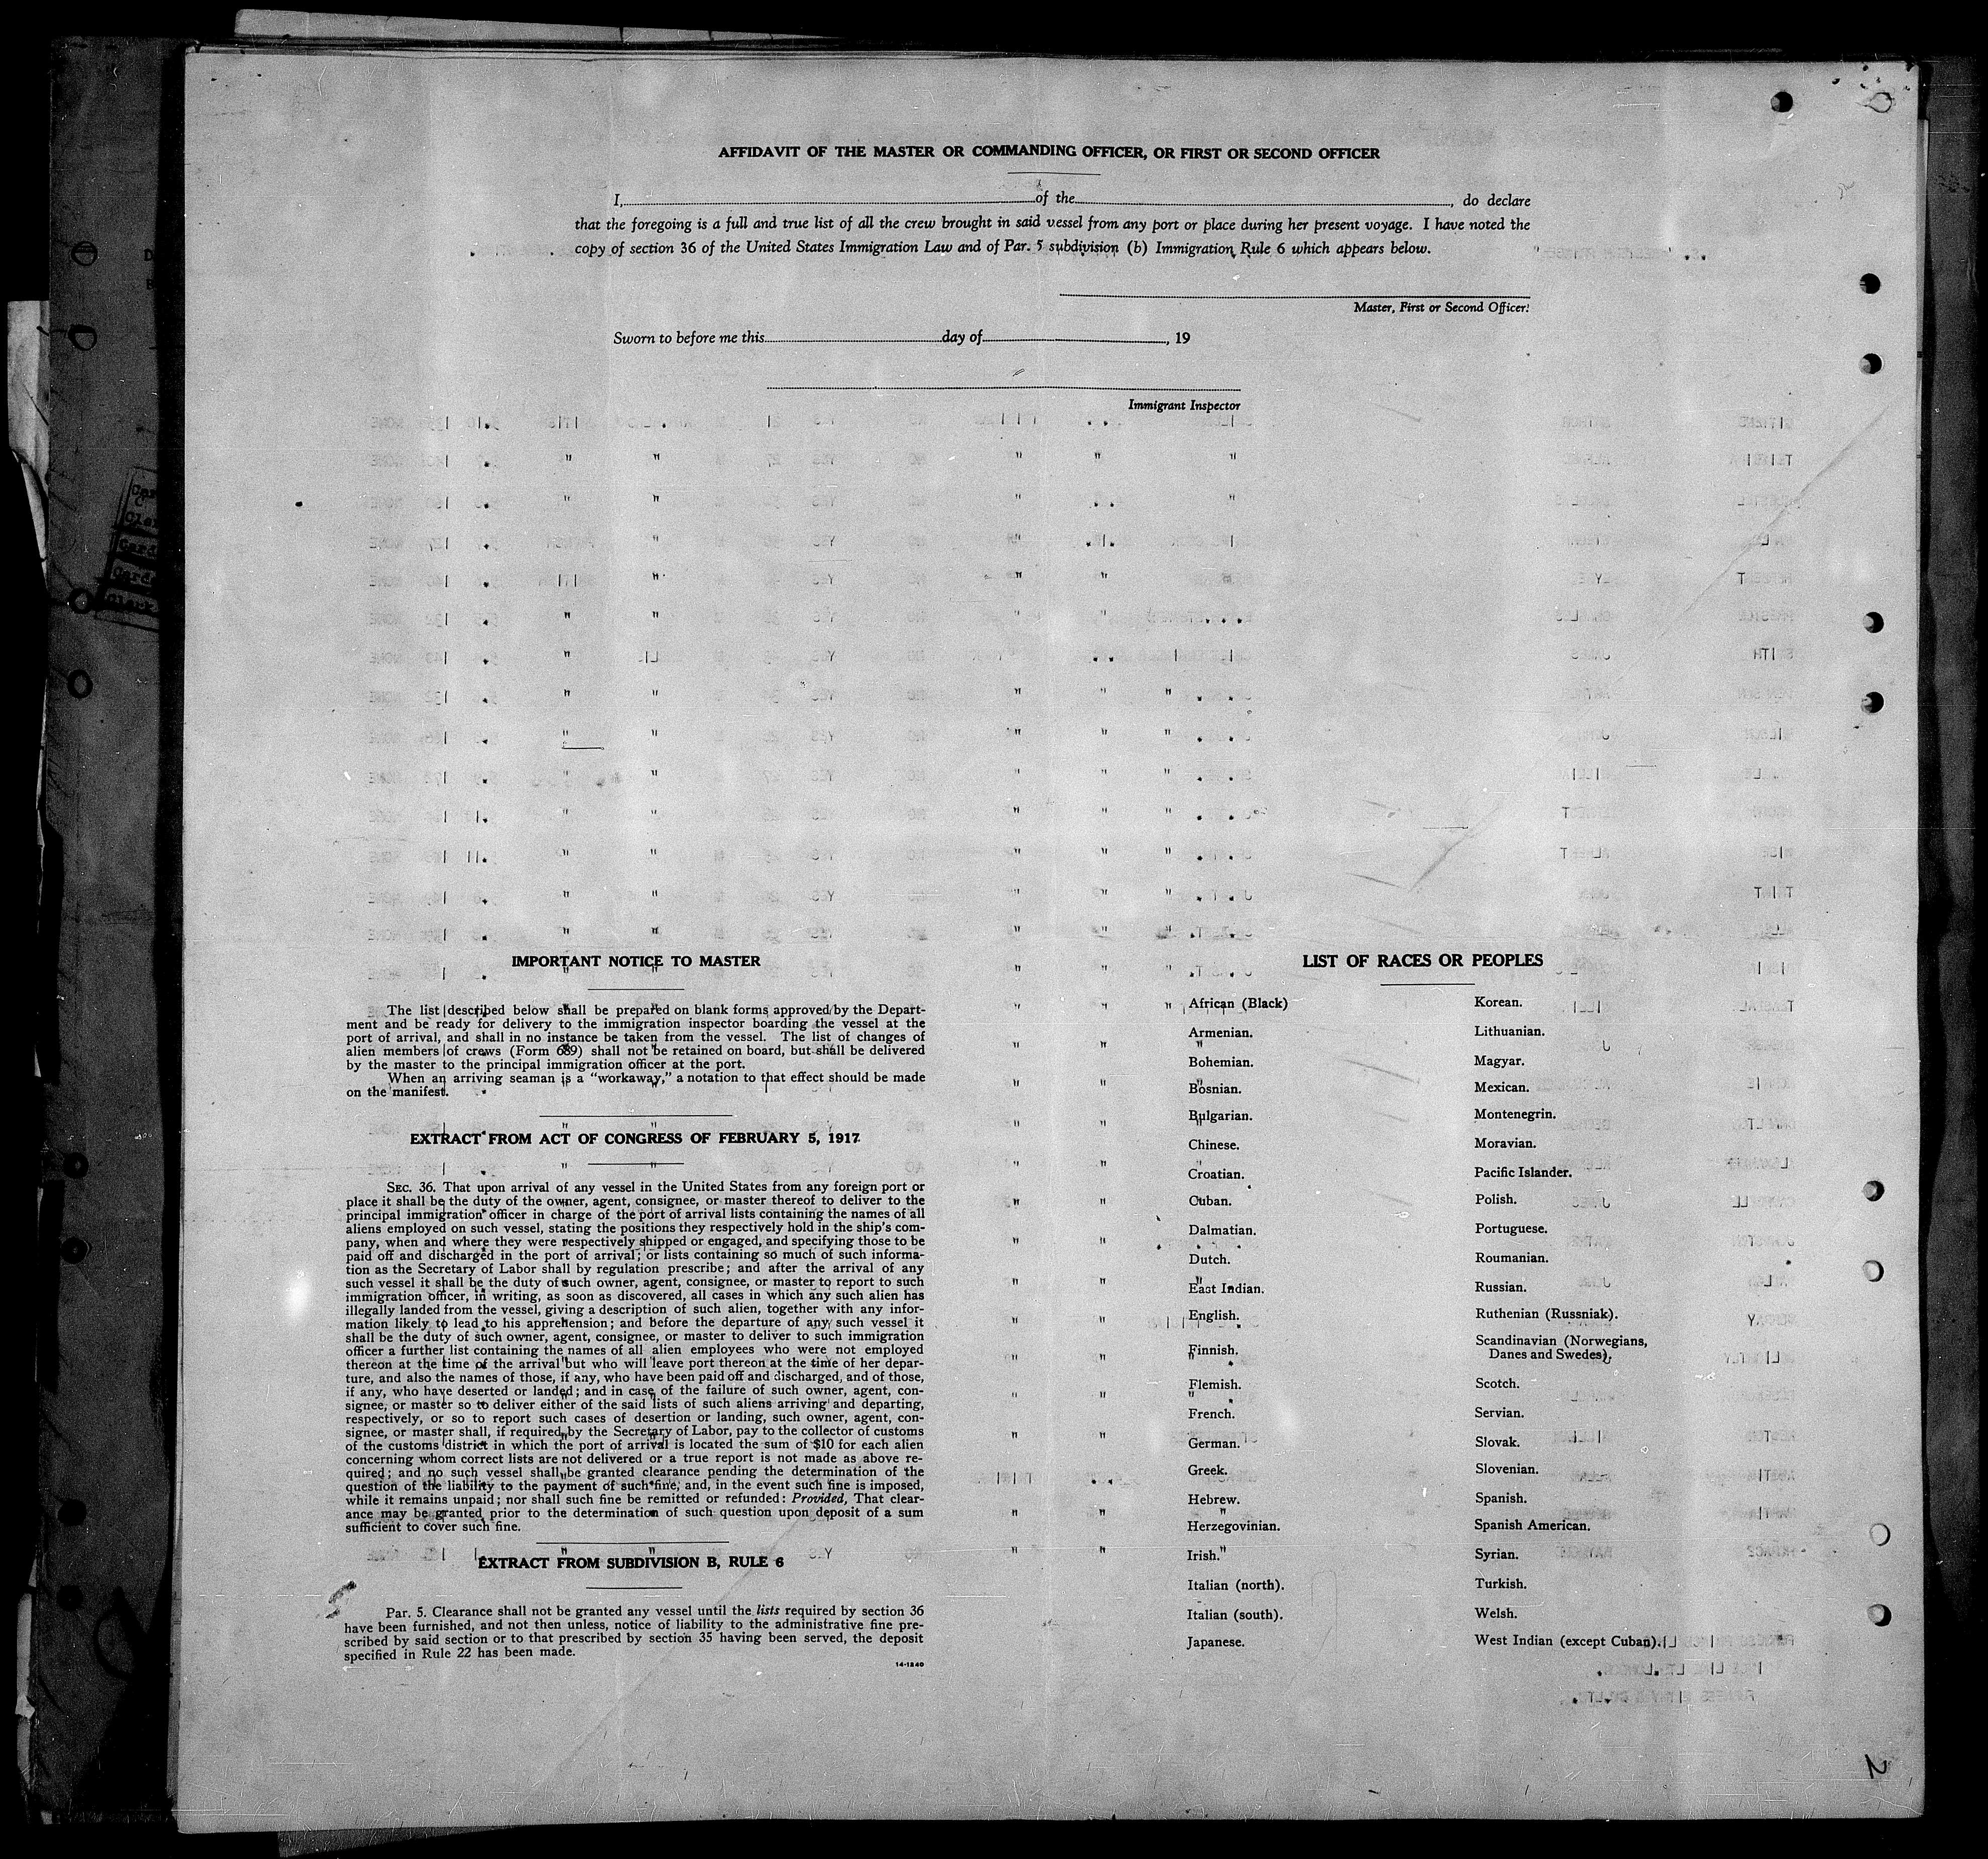 AFFIDAVIT OF THE MASTER OR COMMANDING OFFICER, OR FIRST OR SECOND OFFICER
I, of the , do declare
that the foregoing is a full and true list of all the crew brought in said vessel from any port or place during her present voyage. I have noted the
copy of section 36 of the United States Immigration Law and of Par. 5 subdivision (b) Immigration Rule 6 which appears below.
Master, First or Second Officer.
Sworn to before me this day of , 19
Immigrant Inspector
IMPORTANT NOTICE TO MASTER
The list described below shall be prepared on blank forms approved by the Depart-
ment and be ready for delivery to the immigration inspector boarding the vessel at the
port of arrival, and shall in no instance be taken from the vessel. The list of changes of
alien members of crews (Form 689) shall not be retained on board, but shall be delivered
by the master to the principal immigration officer at the port.
When an arriving seaman is a “workaway,” a notation to that effect should be made
on the manifest.
EXTRACT FROM ACT OF CONGRESS OF FEBRUARY 5, 1917
SEC. 36. That upon arrival of any vessel in the United States from any foreign port or
place it shall be the duty of the owner, agent, consignee, or master thereof to deliver to the
principal immigration officer in charge of the port of arrival lists containing the names of all
aliens employed on such vessel, stating the positions they respectively hold in the ship's com-
pany, when and where they were respectively shipped or engaged, and specifying those to be
paid off and discharged in the port of arrival; or lists containing so much of such informa-
tion as the Secretary of Labor shall by regulation prescribe; and after the arrival of any
such vessel it shall be the duty of such owner, agent, consignee, or master to report to such
immigration officer, in writing, as soon as discovered, all cases in which any such alien has
illegally landed from the vessel, giving a description of such alien, together with any infor-
mation likely to lead to his apprehension; and before the departure of any such vessel it
shall be the duty of such owner, agent, consignee, or master to deliver to such immigration
officer a further list containing the names of all alien employees who were not employed
thereon at the time of the arrival but who will leave port thereon at the time of her depar-
ture, and also the names of those, if any, who have been paid off and discharged, and of those,
if any, who have deserted or landed; and in case of the failure of such owner, agent, con-
signee, or master so to deliver either of the said lists of such aliens arriving and departing,
respectively, or so to report such cases of desertion or landing, such owner, agent, con-
signee, or master shall, if required by the Secretary of Labor, pay to the collector of customs
of the customs district in which the port of arrival is located the sum of $10 for each alien
concerning whom correct lists are not delivered or a true report is not made as above re-
quired; and no such vessel shall be granted clearance pending the determination of the
question of the liability to the payment of such fine, and, in the event such fine is imposed,
while it remains unpaid; nor shall such fine be remitted or refunded: Provided, That clear-
ance may be granted prior to the determination of such question upon deposit of a sum
sufficient to cover such fine.
EXTRACT FROM SUBDIVISION B, RULE 6
Par. 5. Clearance shall not be granted any vessel until the lists required by section 36
have been furnished, and not then unless, notice of liability to the administrative fine pre-
scribed by said section or to that prescribed by section 35 having been served, the deposit
specified in Rule 22 has been made.
14-1240
LIST OF RACES OR PEOPLES
African (Black)
Armenian.
Bohemian.
Bosnian.
Bulgarian.
Chinese.
Croatian.
Cuban.
Dalmatian.
Dutch.
East Indian.
English.
Finnish.
Flemish.
French.
German.
Greek.
Hebrew.
Herzegovinian.
Irish.
Italian (north).
Italian (south).
Japanese.
Korean.
Lithuanian.
Magyar.
Mexican.
Montenegrin.
Moravian.
Pacific Islander.
Polish.
Portuguese.
Roumanian.
Russian.
Ruthenian (Russniak).
Scandinavian (Norwegians,
Danes and Swedes).
Scotch.
Servian.
Slovak.
Slovenian.
Spanish.
Spanish American.
Syrian.
Turkish.
Welsh.
West Indian (except Cuban).